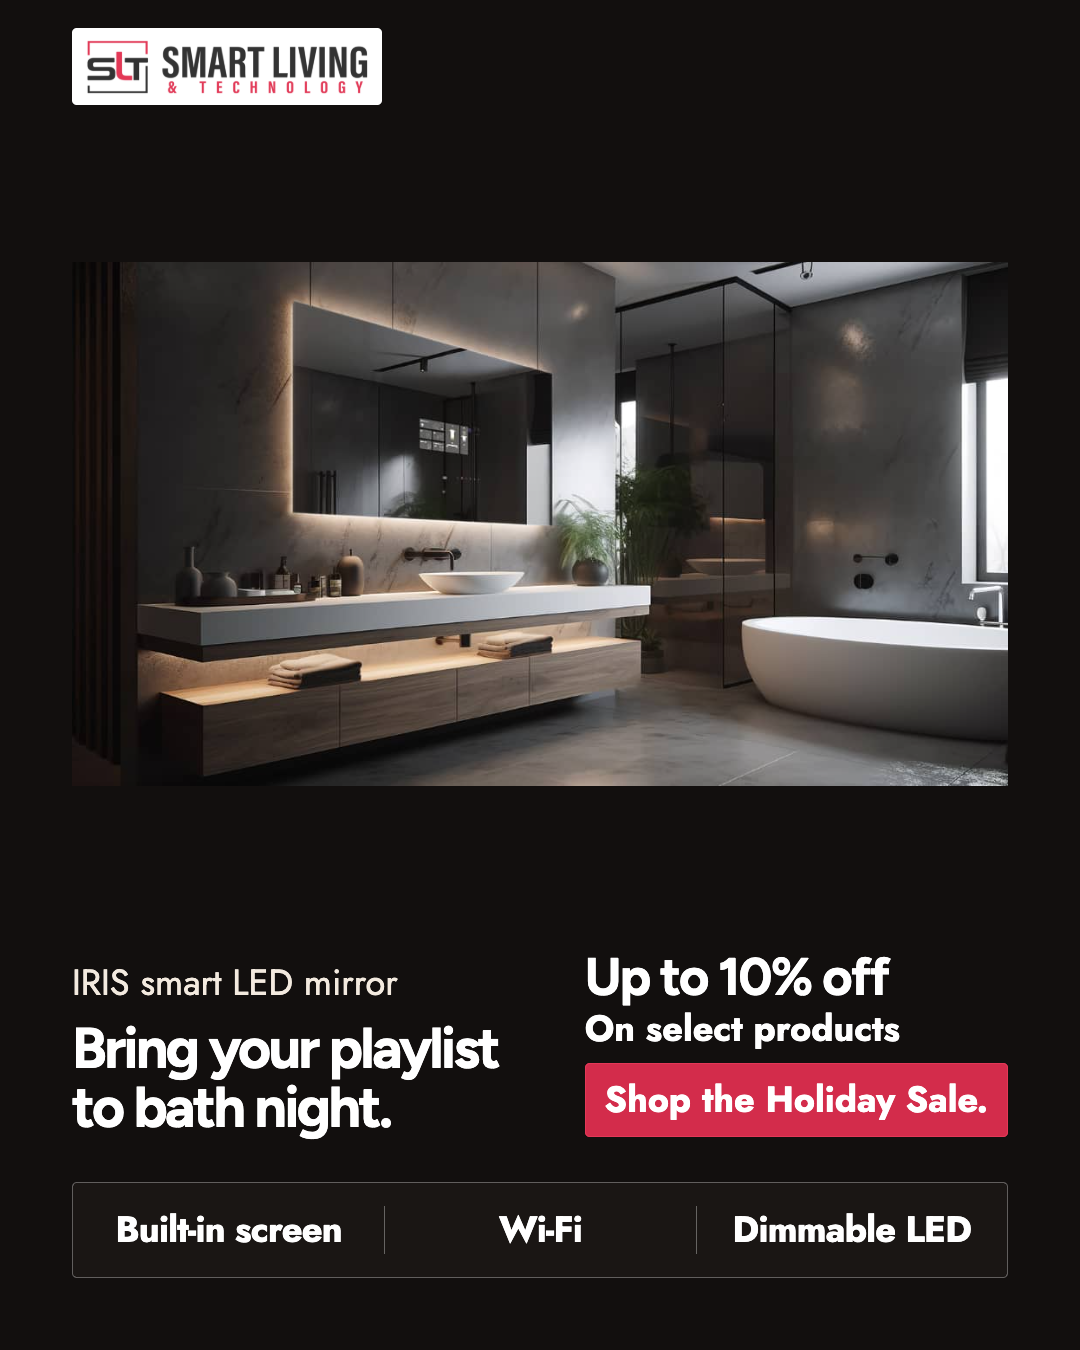 SLT SMART LIVING
& TECHNOLOGY
IRIS smart LED mirror
Bring your playlist
to bath night.
Up to 10% off
On select products
Shop the Holiday Sale.
Built-in screen
Wi-Fi
Dimmable LED